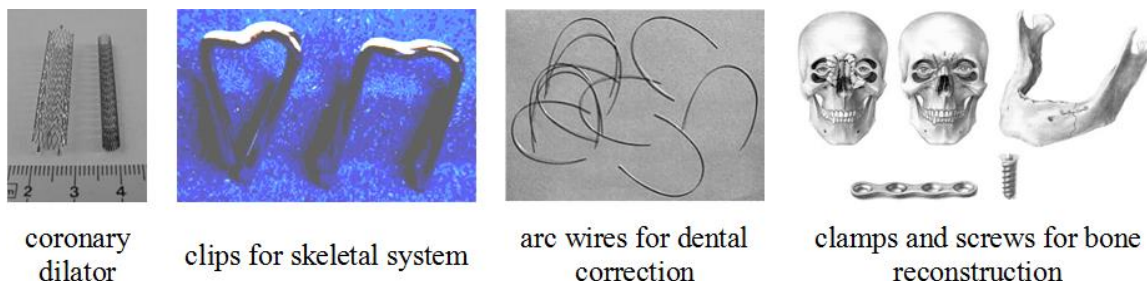 2 3 4
coronary
dilator
clips for skeletal system
arc wires for dental
correction
clamps and screws for bone
reconstruction